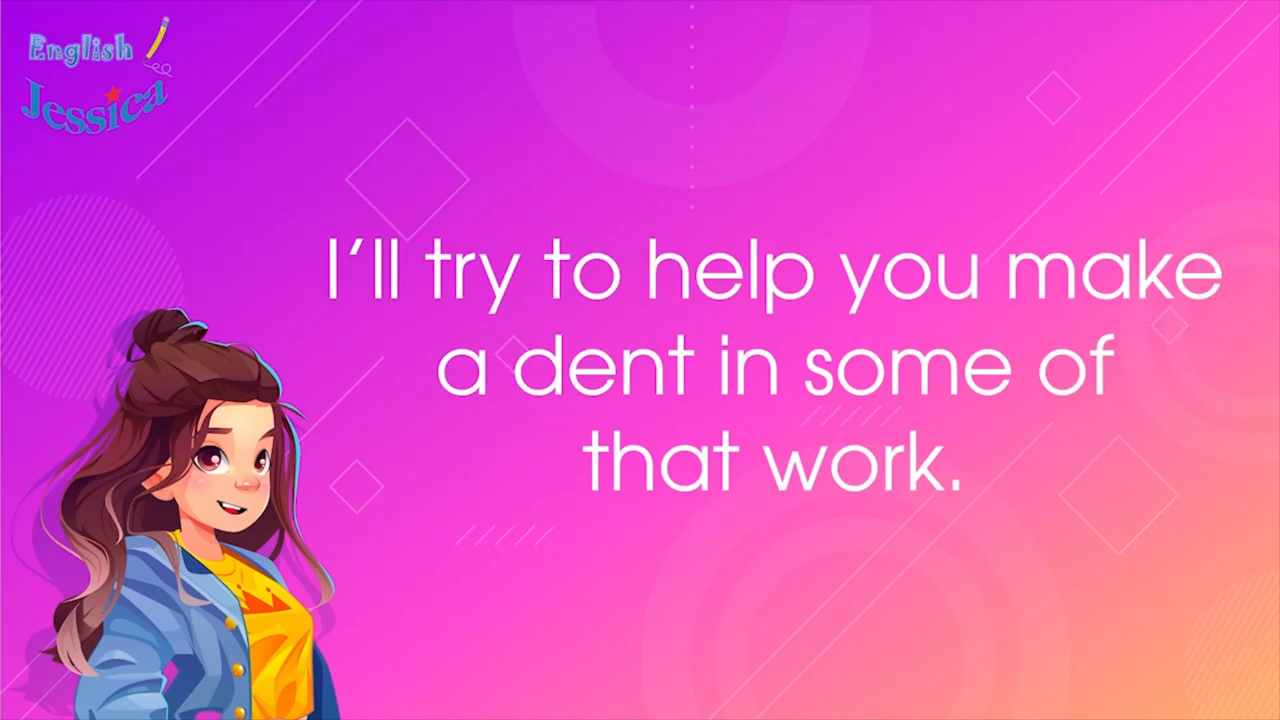 English
Jessica
I'll try to help you make
a dent in some of
that work.